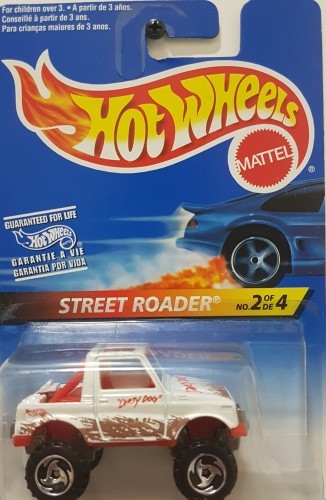 For children over 3. • A partir de 3 años.
Conseillé à partir de 3 ans.
Para crianças maiores de 3 anos.
HOT WHEELS
MATTEL
®
GUARANTEED FOR LIFE
Hot Wheels
GARANTIE A VIE
GARANTIA POR VIDA
STREET ROADER®
NO. 2 OF DE 4
"DIRTY DOG"